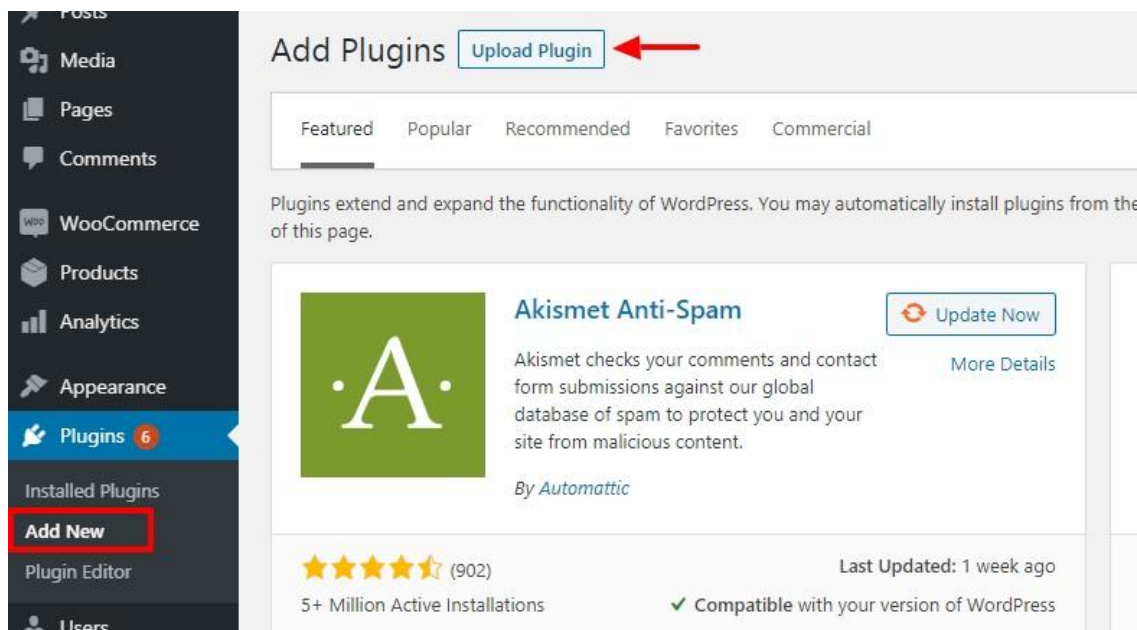 Posts
Media
Pages
Comments
WooCommerce
Products
Analytics
Appearance
Plugins 6
Installed Plugins
Add New
Plugin Editor
Users
Add Plugins Upload Plugin
Featured Popular Recommended Favorites Commercial
Plugins extend and expand the functionality of WordPress. You may automatically install plugins from the
of this page.
A
Akismet Anti-Spam
Update Now
More Details
Akismet checks your comments and contact
form submissions against our global
database of spam to protect you and your
site from malicious content.
By Automattic
(902)
5+ Million Active Installations
Last Updated: 1 week ago
Compatible with your version of WordPress